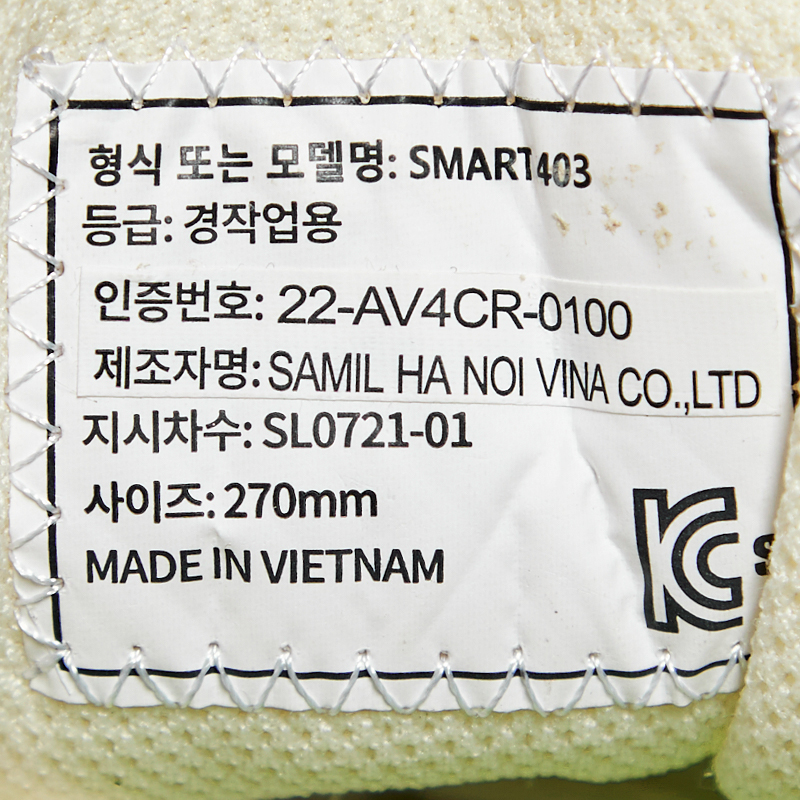 형식 또는 모델명: SMART403
등급: 경작업용
인증번호: 22-AV4CR-0100
제조자명: SAMIL HA NOI VINA CO.,LTD
지시차수: SL0721-01
사이즈: 270mm
MADE IN VIETNAM
KC